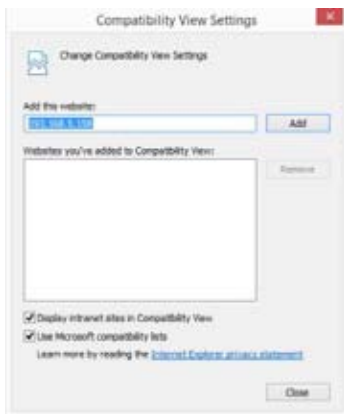 Compatibility View Settings
Change Compatibility View Settings
Add this website:
Add
Websites you've added to Compatibility View:
Remove
Display intranet sites in Compatibility View
Use Microsoft compatibility lists
Learn more by reading the Internet Explorer privacy statement
Close